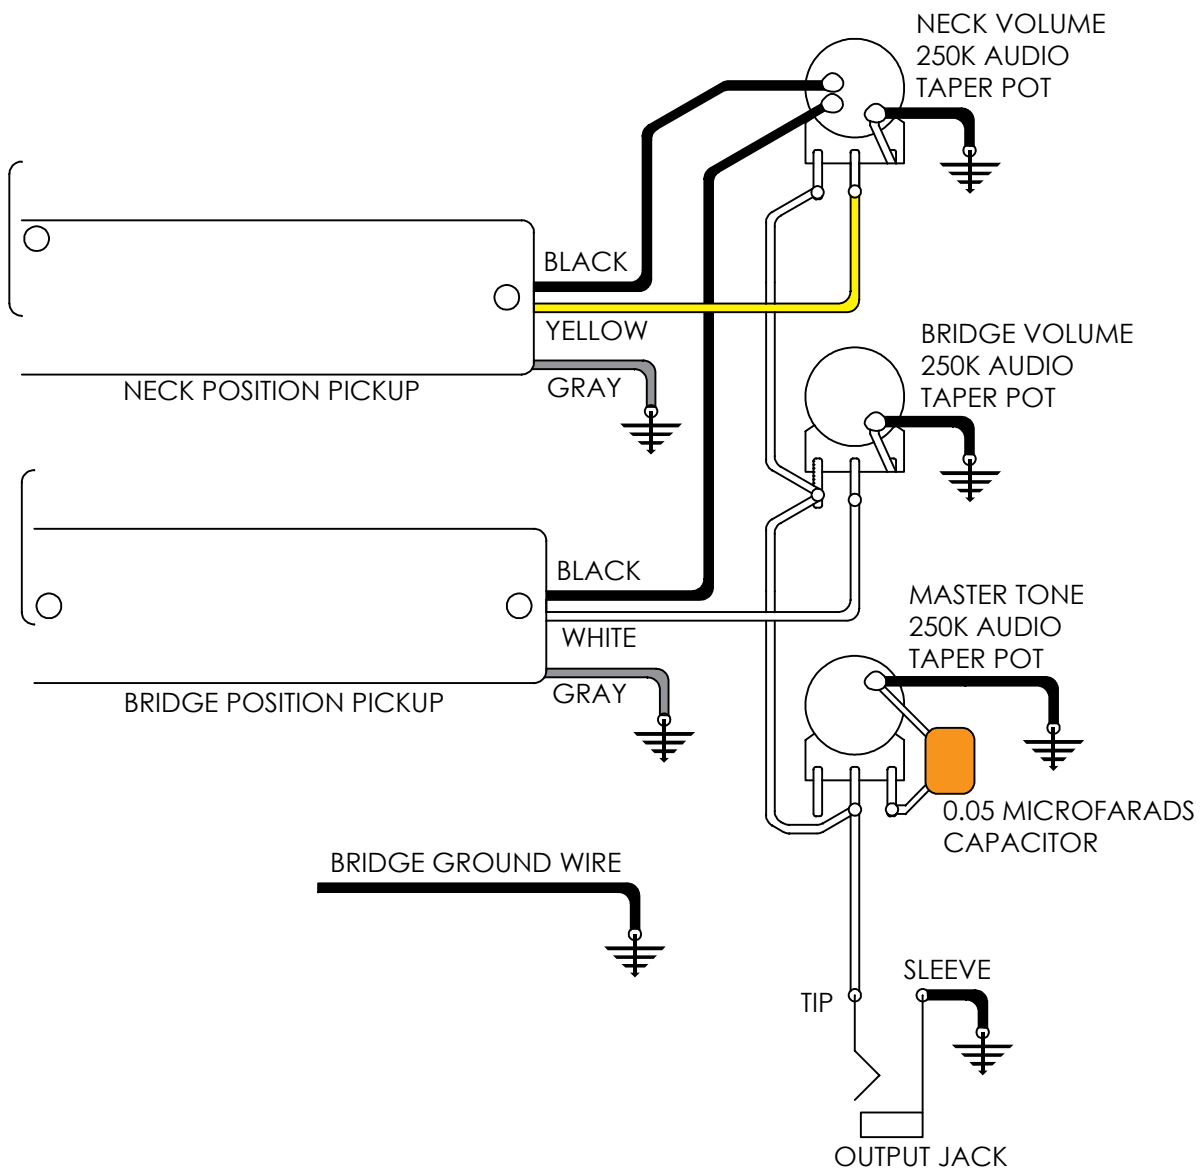 NECK VOLUME
250K AUDIO
TAPER POT
BLACK
YELLOW
GRAY
NECK POSITION PICKUP
BRIDGE VOLUME
250K AUDIO
TAPER POT
BLACK
WHITE
GRAY
BRIDGE POSITION PICKUP
MASTER TONE
250K AUDIO
TAPER POT
0.05 MICROFARADS
CAPACITOR
BRIDGE GROUND WIRE
SLEEVE
TIP
OUTPUT JACK